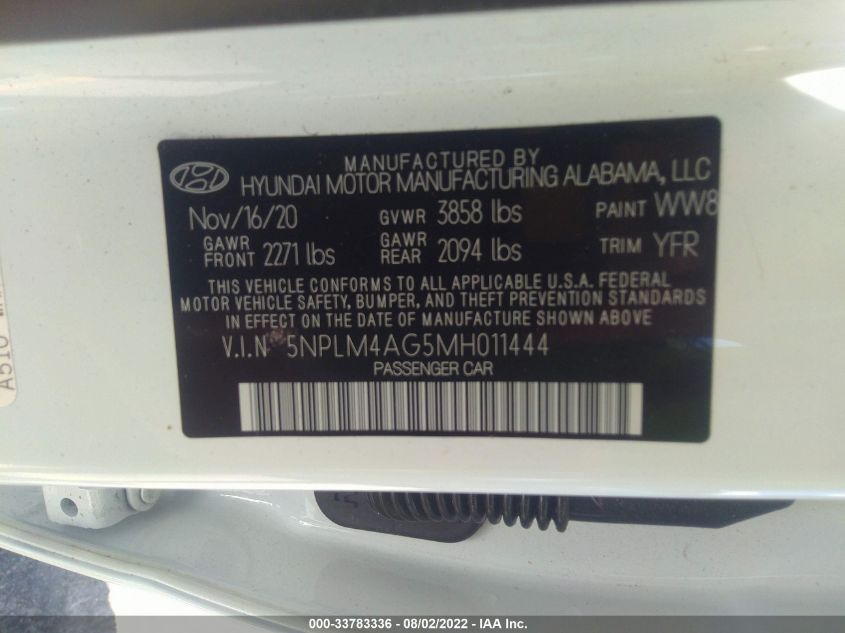 MANUFACTURED BY
HYUNDAI MOTOR MANUFACTURING ALABAMA, LLC
Nov/16/20 GVWR 3858 lbs PAINT WW8
GAWR FRONT 2271 lbs GAWR REAR 2094 lbs TRIM YFR
THIS VEHICLE CONFORMS TO ALL APPLICABLE U.S.A. FEDERAL
MOTOR VEHICLE SAFETY, BUMPER, AND THEFT PREVENTION STANDARDS
IN EFFECT ON THE DATE OF MANUFACTURE SHOWN ABOVE
V.I.N 5NPLM4AG5MH011444
PASSENGER CAR
A510
000-33783336 - 08/02/2022 - IAA Inc.